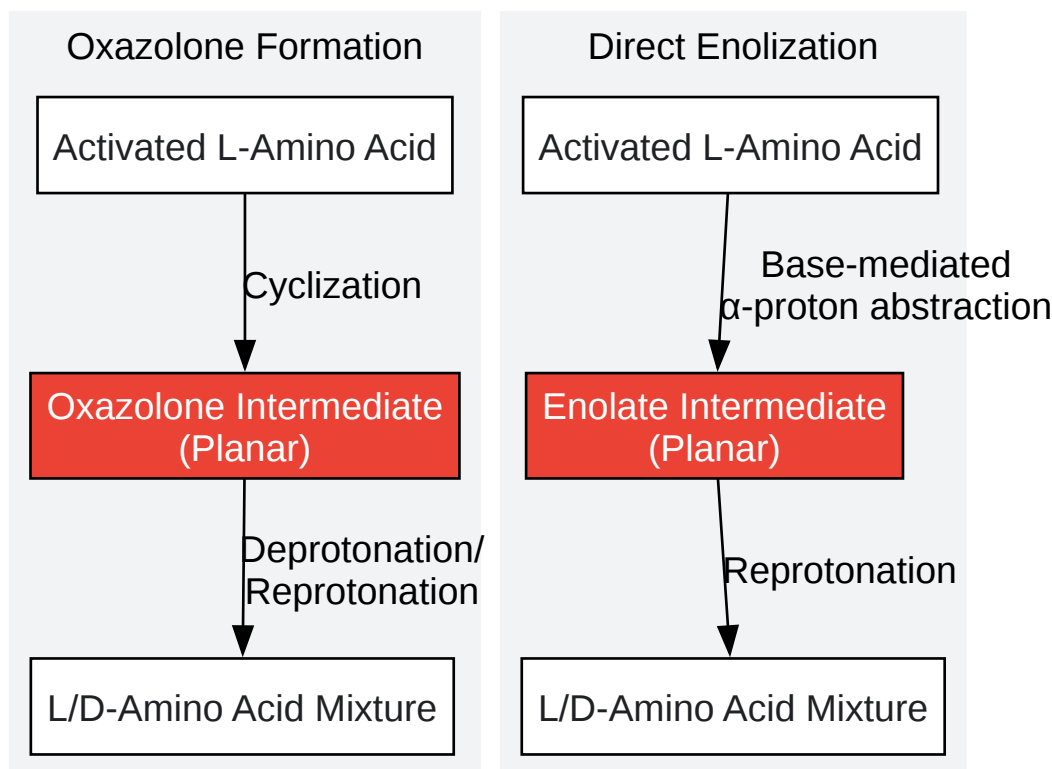 Oxazolone Formation
Activated L-Amino Acid
Cyclization
Oxazolone Intermediate
(Planar)
Deprotonation/
Reprotonation
L/D-Amino Acid Mixture
Direct Enolization
Activated L-Amino Acid
Base-mediated
α-proton abstraction
Enolate Intermediate
(Planar)
Reprotonation
L/D-Amino Acid Mixture